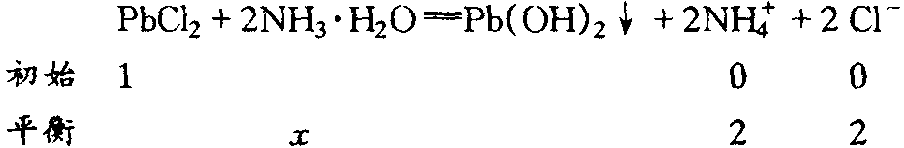 PbCl₂ + 2NH₃·H₂O══Pb(OH)₂↓ + 2NH₄⁺ + 2 Cl⁻
初始 1 0 0
平衡 x 2 2